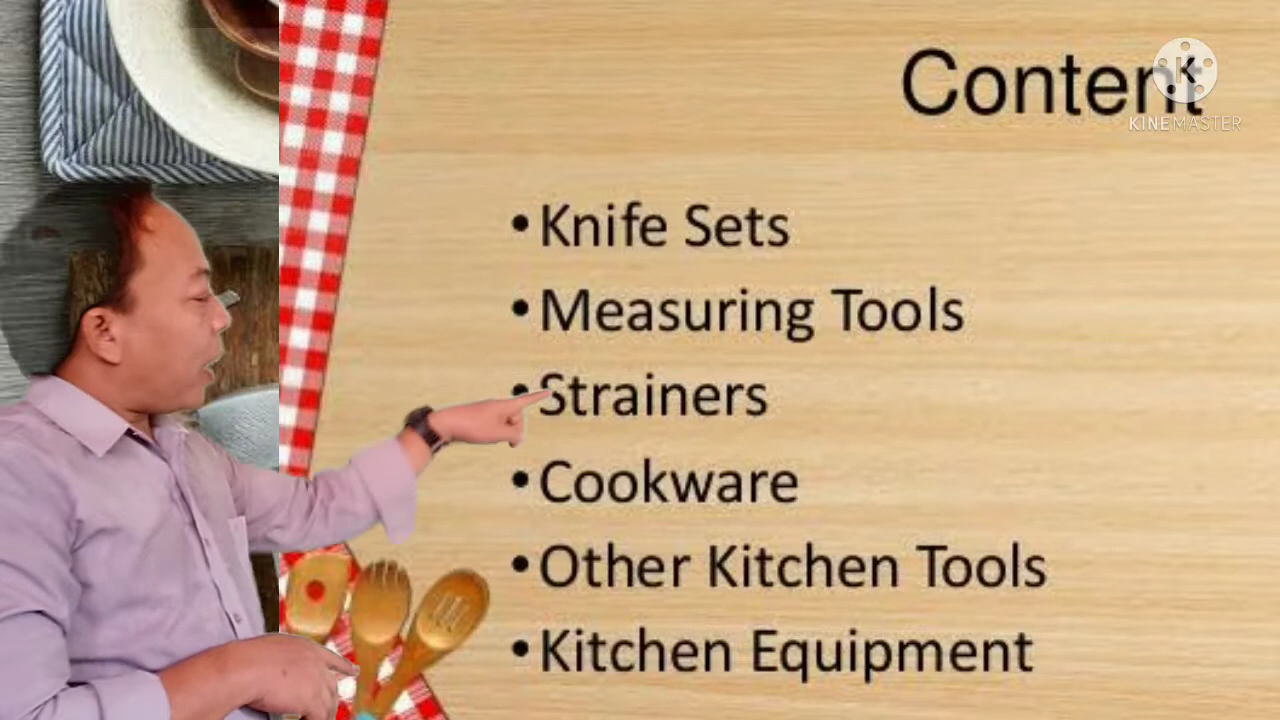 Content
KINEMASTER
•Knife Sets
•Measuring Tools
•Strainers
•Cookware
•Other Kitchen Tools
•Kitchen Equipment